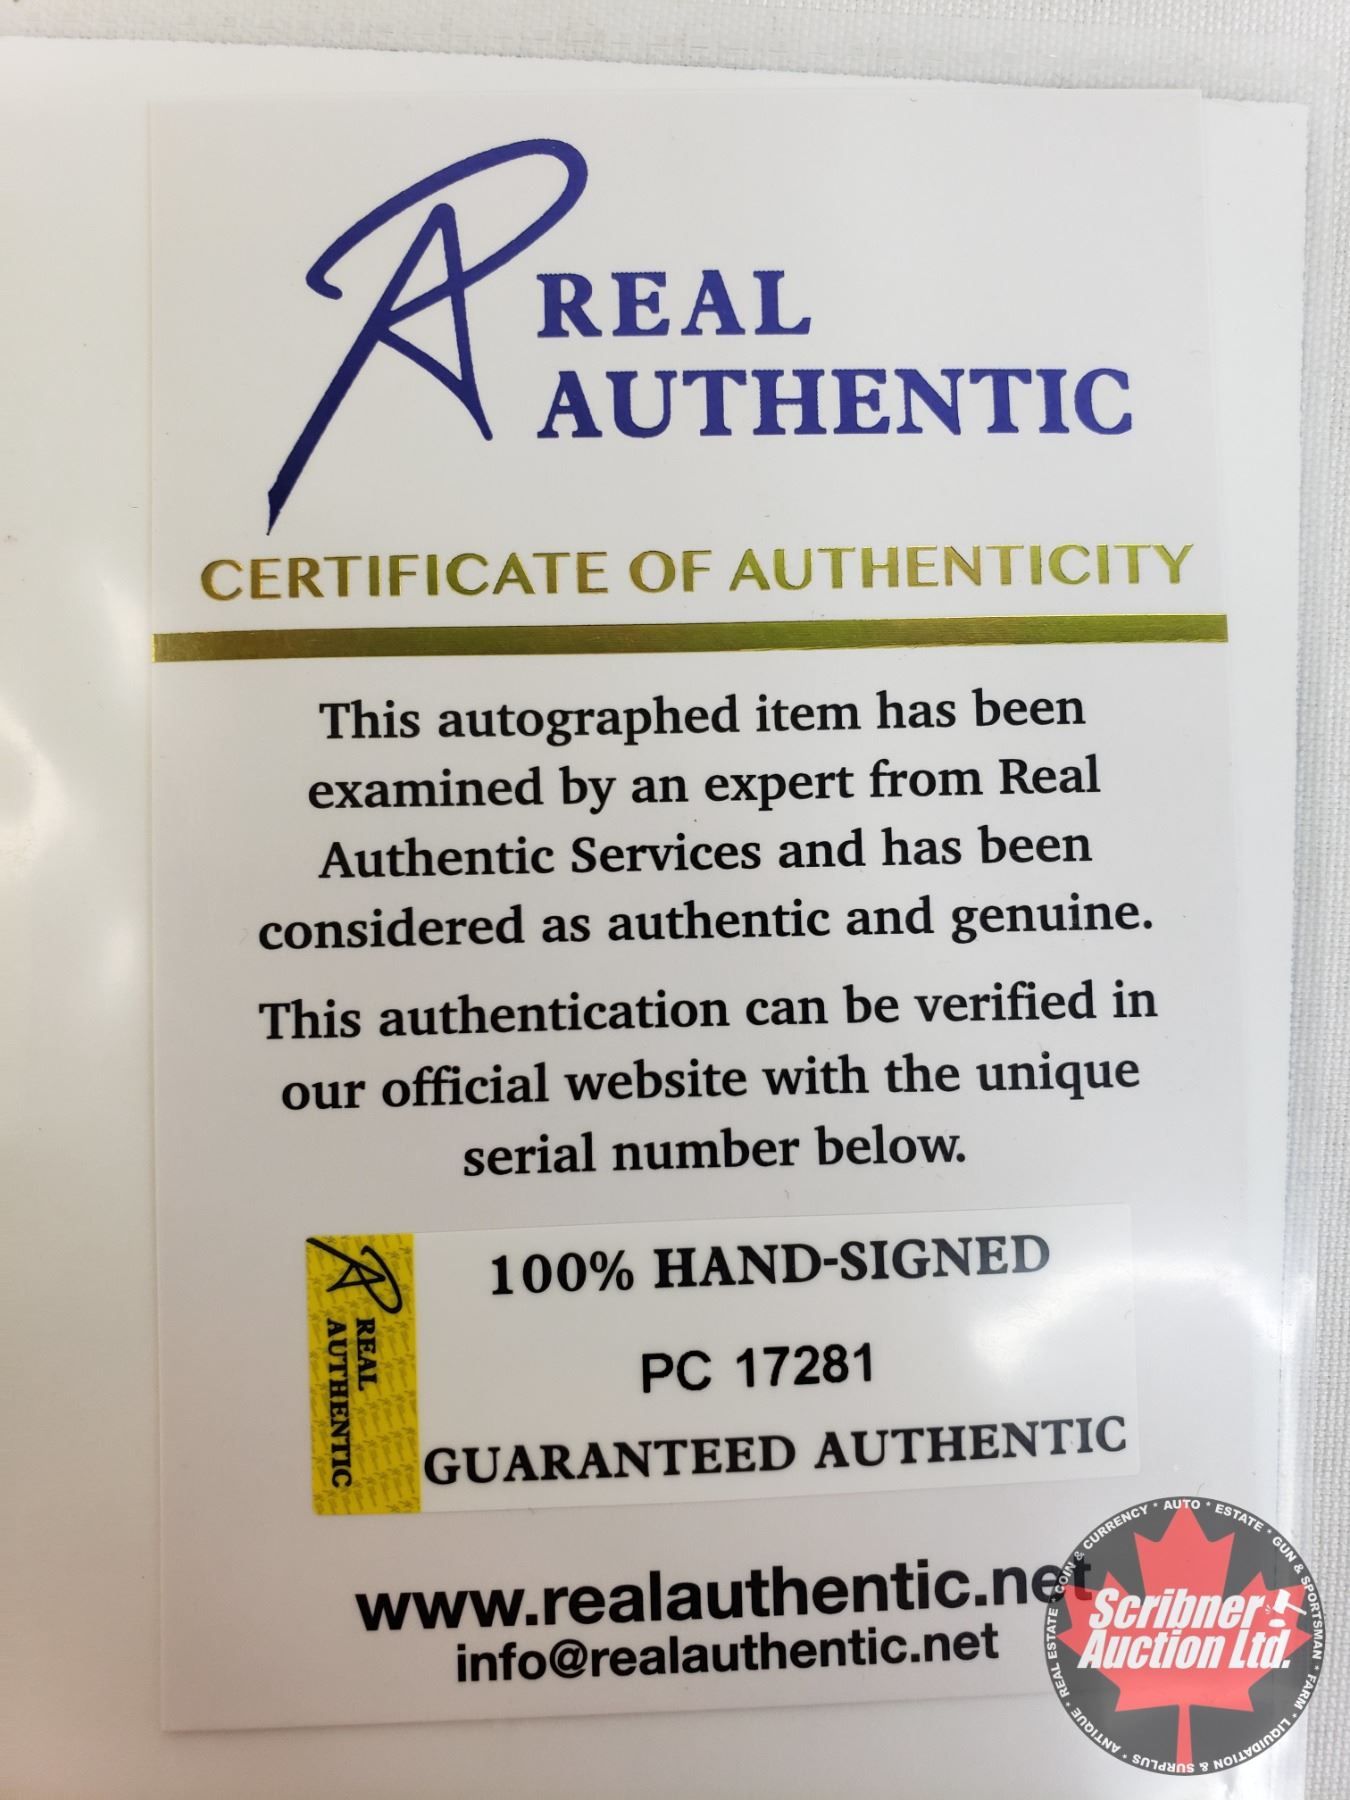 REAL
AUTHENTIC
CERTIFICATE OF AUTHENTICITY
This autographed item has been
examined by an expert from Real
Authentic Services and has been
considered as authentic and genuine.
This authentication can be verified in
our official website with the unique
serial number below.
REAL
AUTHENTIC
100% HAND-SIGNED
PC 17281
GUARANTEED AUTHENTIC
www.realauthentic.net
info@realauthentic.net
Scribner
Auction Ltd.
* REAL ESTATE * COIN & CURRENCY * AUTO * ESTATE * GUN & SPORTSMAN * FARM * LIQUIDATION & SURPLUS * ANTIQUE